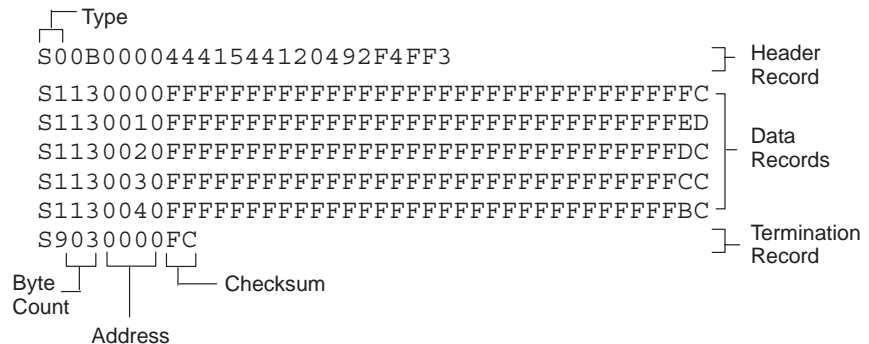 Type
S00B00004441544120492F4FF3
Header
Record
S1130000FFFFFFFFFFFFFFFFFFFFFFFFFFFFFFFFFC
S1130010FFFFFFFFFFFFFFFFFFFFFFFFFFFFFFFFED
S1130020FFFFFFFFFFFFFFFFFFFFFFFFFFFFFFFFDC
S1130030FFFFFFFFFFFFFFFFFFFFFFFFFFFFFFFFCC
S1130040FFFFFFFFFFFFFFFFFFFFFFFFFFFFFFFFBC
Data
Records
S9030000FC
Termination
Record
Byte
Count
Checksum
Address